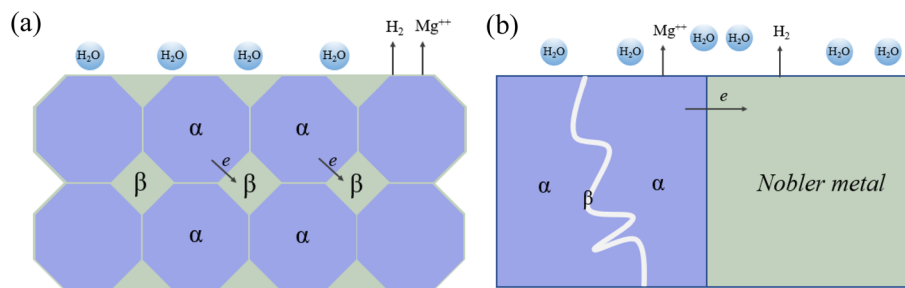 (a)
H₂ Mg⁺⁺
H₂O H₂O H₂O H₂O
α α
e e
β β β
α α
(b)
Mg⁺⁺ H₂O H₂O H₂
H₂O H₂O H₂O H₂O
e
α β α Nobler metal